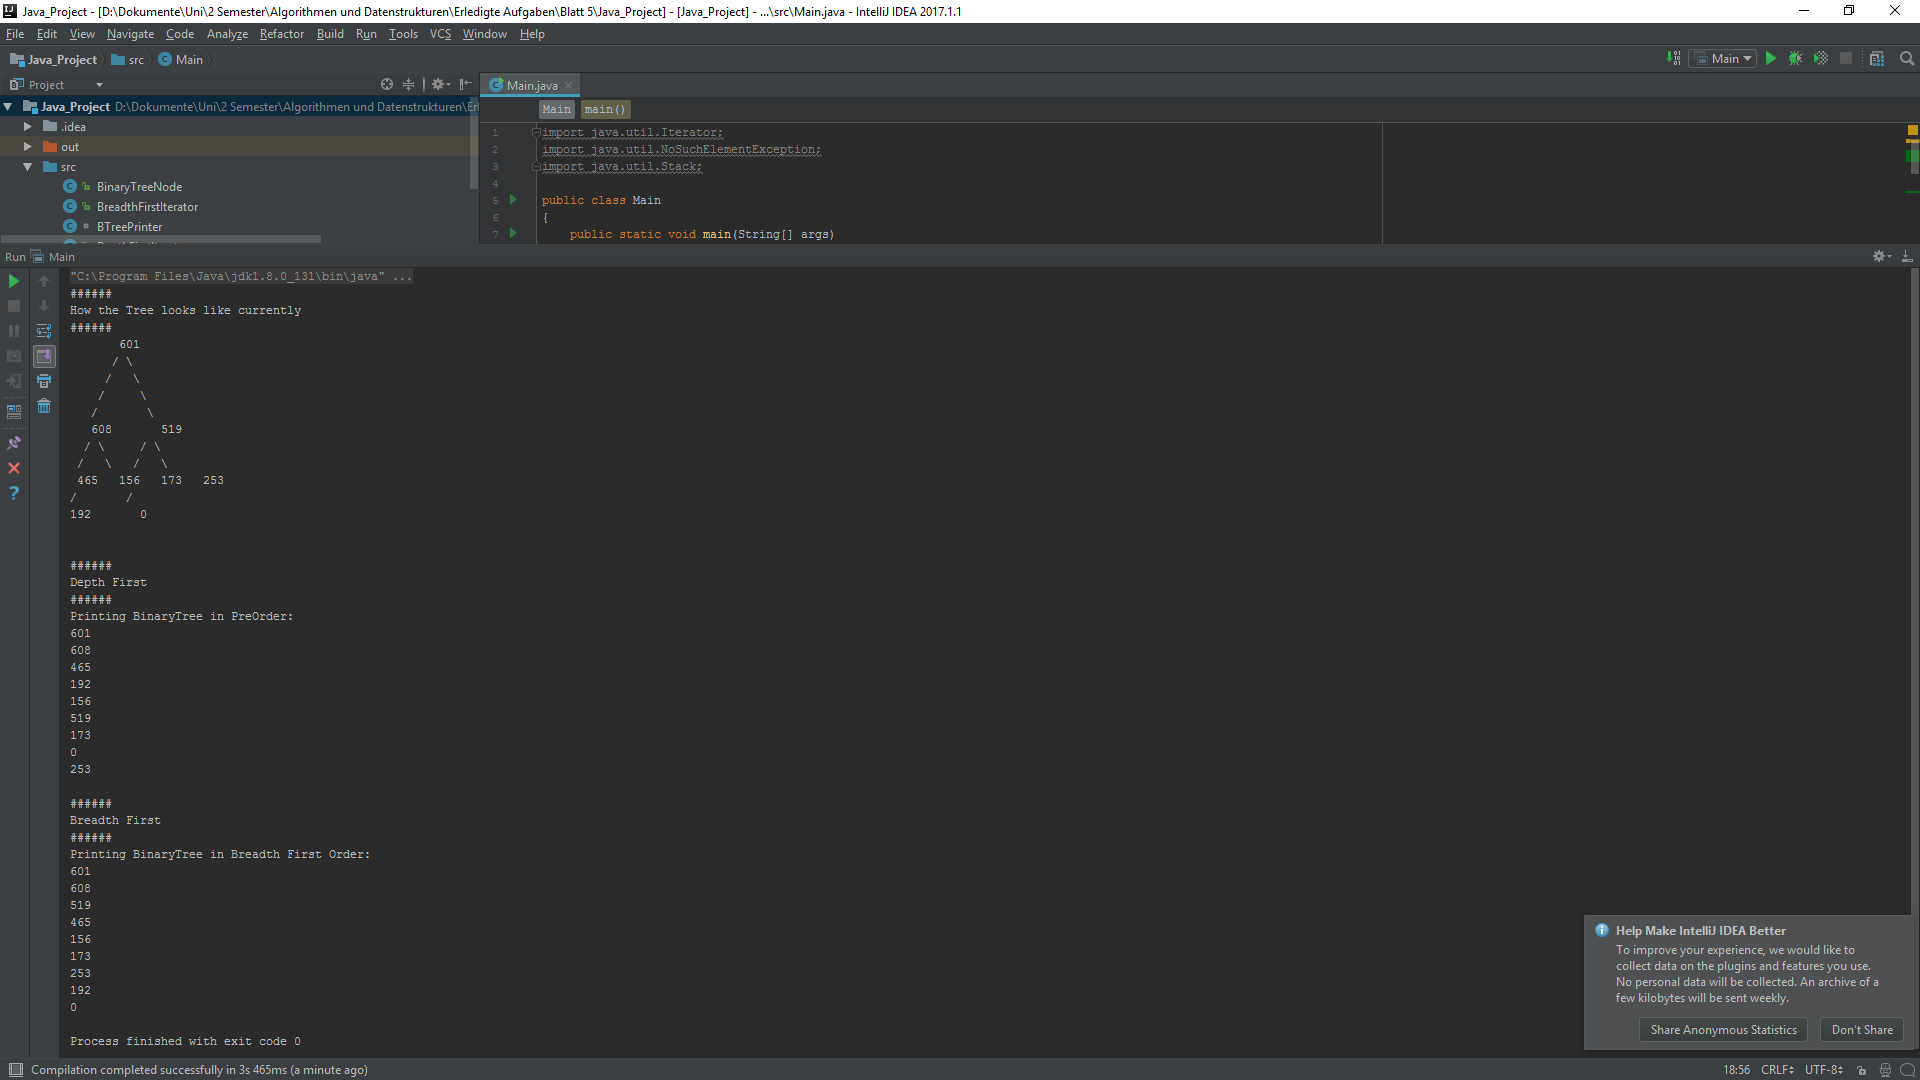 Java_Project - [D:\Dokumente\Uni\2 Semester\Algorithmen und Datenstrukturen\Erledigte Aufgaben\Blatt 5\Java_Project] - [Java_Project] - ...\src\Main.java - IntelliJ IDEA 2017.1.1
File Edit View Navigate Code Analyze Refactor Build Run Tools VCS Window Help
Java_Project src Main
Main
Project
Main.java
Java_Project D:\Dokumente\Uni\2 Semester\Algorithmen und Datenstrukturen\Er
.idea
out
src
BinaryTreeNode
BreadthFirstIterator
BTreePrinter
Main main()
1 import java.util.Iterator;
2 import java.util.NoSuchElementException;
3 import java.util.Stack;
4
5 public class Main
6 {
7 public static void main(String[] args)
Run Main
"C:\Program Files\Java\jdk1.8.0_131\bin\java" ...
######
How the Tree looks like currently
######
       601
      / \
     /   \
    /     \
   /       \
   608       519
  / \     / \
 /   \   /   \
 465   156   173   253
/       /
192       0
######
Depth First
######
Printing BinaryTree in PreOrder:
601
608
465
192
156
519
173
0
253
######
Breadth First
######
Printing BinaryTree in Breadth First Order:
601
608
519
465
156
173
253
192
0
Process finished with exit code 0
Help Make IntelliJ IDEA Better
To improve your experience, we would like to
collect data on the plugins and features you use.
No personal data will be collected. An archive of a
few kilobytes will be sent weekly.
Share Anonymous Statistics Don't Share
Compilation completed successfully in 3s 465ms (a minute ago)
18:56 CRLF UTF-8